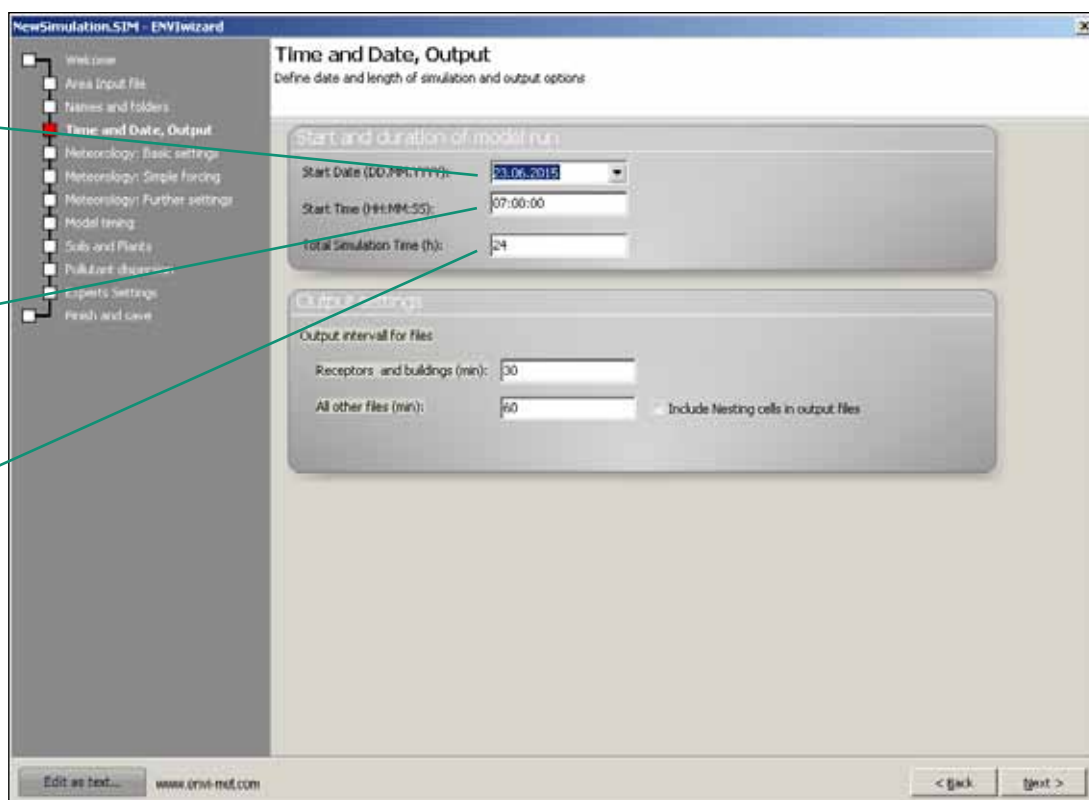 NewSimulation.SIM - ENVIwizard
Welcome
Area Input file
Names and folders
Time and Date, Output
Meteorology: Basic settings
Meteorology: Simple forcing
Meteorology: Further settings
Model timing
Soils and Plants
Pollutant dispersion
Experts Settings
Finish and save
Time and Date, Output
Define date and length of simulation and output options
Start and duration of model run
Start Date (DD.MM.YYYY): 23.06.2015
Start Time (HH:MM:SS): 07:00:00
Total Simulation Time (h): 24
Output settings
Output intervall for files
Receptors and buildings (min): 30
All other files (min): 60 Include Nesting cells in output files
Edit as text... www.envi-met.com < Back Next >